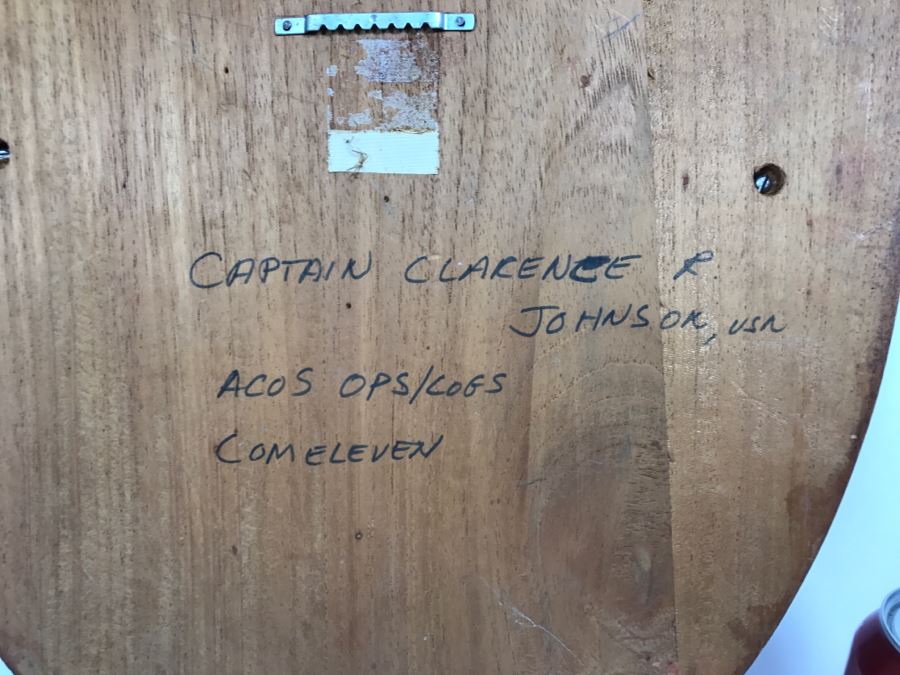 CAPTAIN CLARENCE R.
JOHNSON, USN
ACOS OPS/LOGS
COMELEVEN